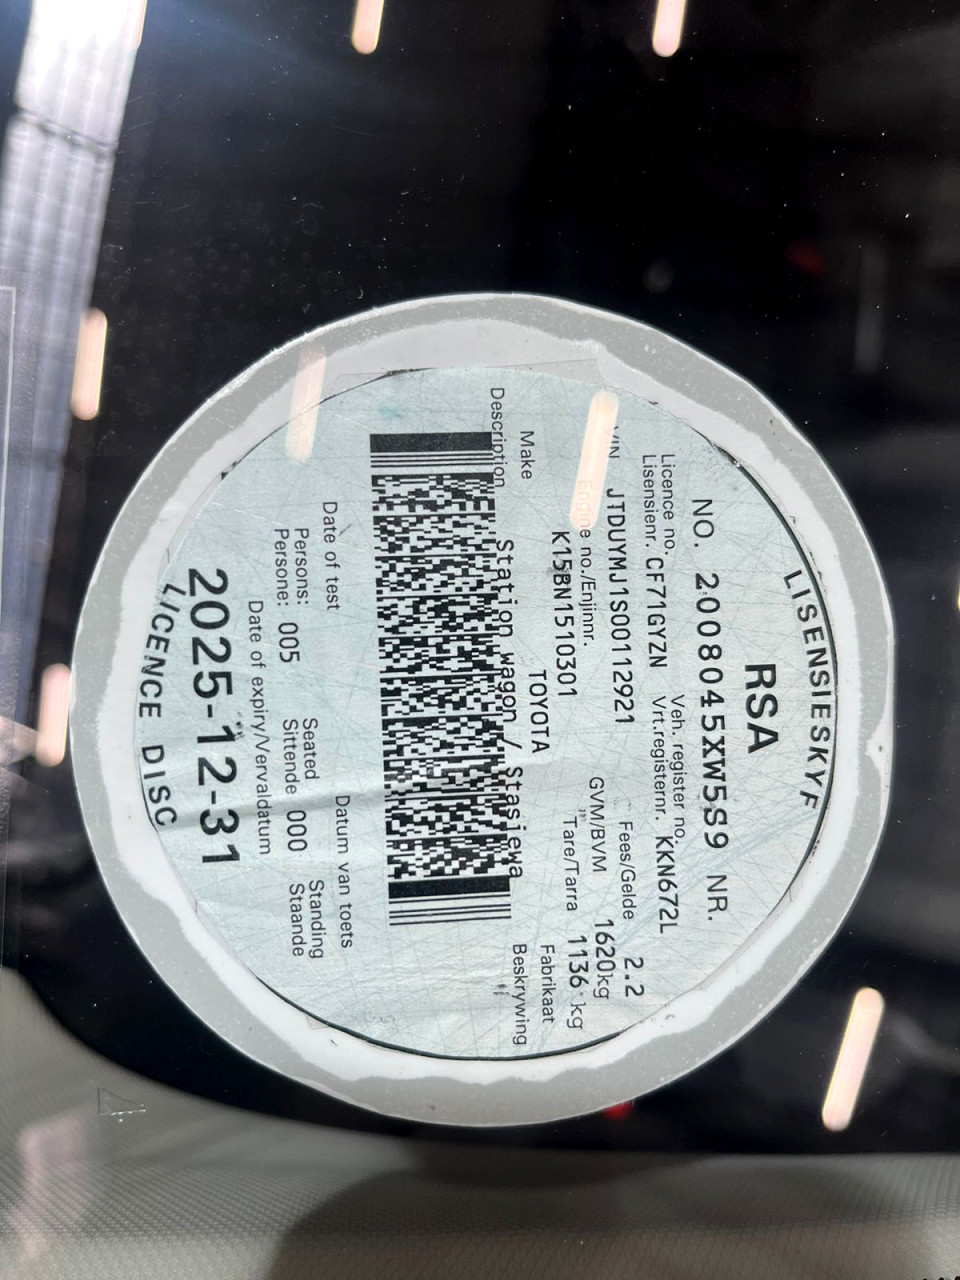 LISENSIESKYF
RSA
NO. 2008045XW5S9 NR.
Licence no. Veh. register no.
Lisensienr. CF71GYZN Vrt.registernr. KKN672L
VIN JTDUYMJ1S00112921 Fees/Gelde 2.2
Engine no./Enjinnr. GVM/BVM 1620kg
K15BN1510301 Tare/Tarra 1136 kg
Make TOYOTA Fabrikaat
Description Station wagon / Stasiewa Beskrywing
Date of test Datum van toets
Persons: Seated Standing
Persone: 005 Sittende 000 Staande
Date of expiry/Vervaldatum
2025-12-31
LICENCE DISC